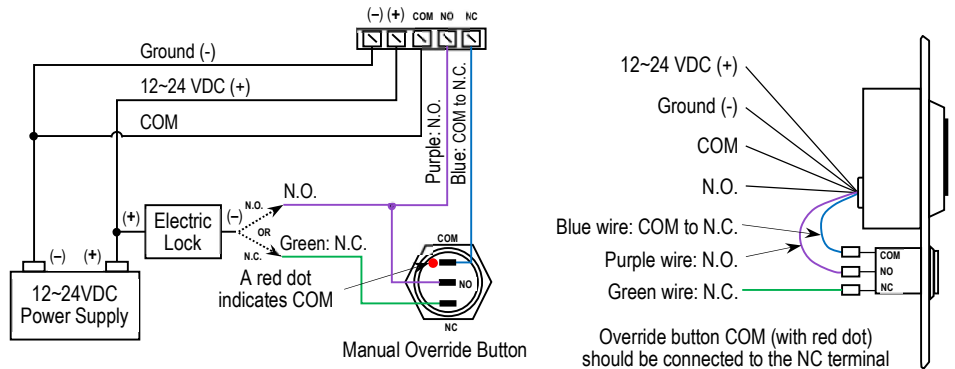 (–) (+) COM NO NC
Ground (-)
12~24 VDC (+)
COM
Purple: N.O.
Blue: COM to N.C.
N.O.
N.O.
OR
N.C.
Green: N.C.
(+)
Electric
Lock
(–)
A red dot
indicates COM
COM
NO
NC
(–) (+)
12~24VDC
Power Supply
Manual Override Button
12~24 VDC (+)
Ground (-)
COM
N.O.
Blue wire: COM to N.C.
Purple wire: N.O.
Green wire: N.C.
COM
NO
NC
Override button COM (with red dot)
should be connected to the NC terminal